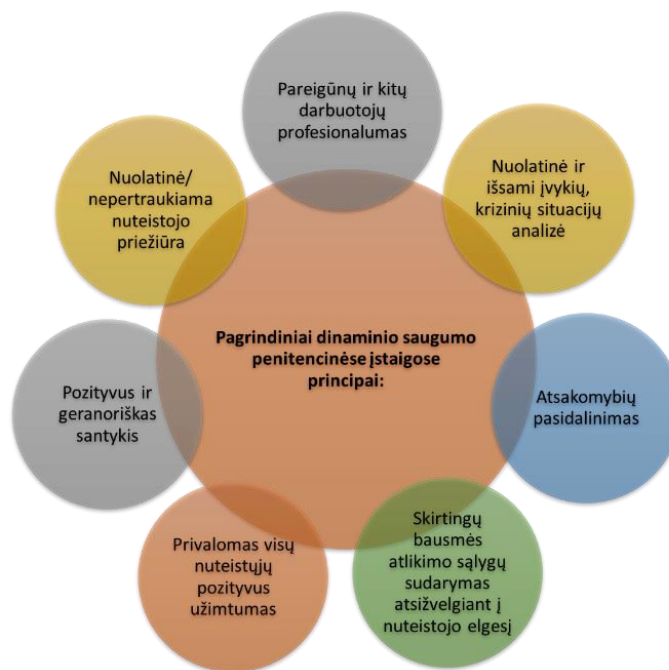 Pareigūnų ir kitų
darbuotojų
profesionalumas
Nuolatinė ir
išsami įvykių,
krizinių situacijų
analizė
Atsakomybių
pasidalinimas
Skirtingų
bausmės
atlikimo sąlygų
sudarymas
atsižvelgiant į
nuteistojo elgesį
Privalomas visų
nuteistųjų
pozityvus
užimtumas
Pozityvus ir
geranoriškas
santykis
Nuolatinė/
nepertraukiama
nuteistojo
priežiūra
Pagrindiniai dinaminio saugumo
penitencinėse įstaigose
principai: